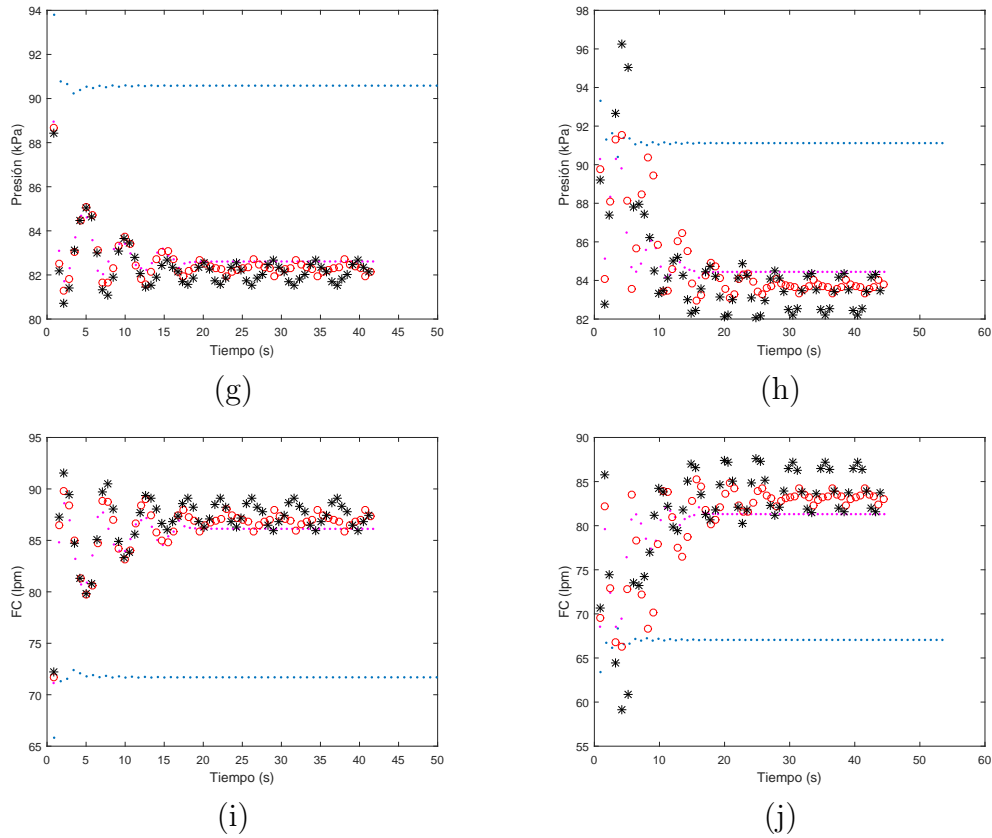 94
92
90
88
86
84
82
80
0 5 10 15 20 25 30 35 40 45 50
Presión (kPa)
Tiempo (s)
(g)
98
96
94
92
90
88
86
84
82
0 10 20 30 40 50 60
Presión (kPa)
Tiempo (s)
(h)
95
90
85
80
75
70
65
0 5 10 15 20 25 30 35 40 45 50
FC (lpm)
Tiempo (s)
(i)
90
85
80
75
70
65
60
55
0 10 20 30 40 50 60
FC (lpm)
Tiempo (s)
(j)